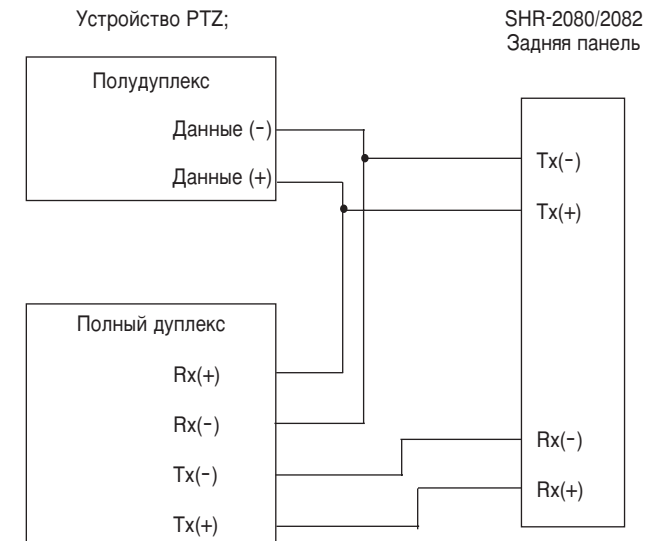 Устройство PTZ;
SHR-2080/2082
Задняя панель
Полудуплекс
Данные (-)
Данные (+)
Tx(-)
Tx(+)
Полный дуплекс
Rx(+)
Rx(-)
Tx(-)
Tx(+)
Rx(-)
Rx(+)